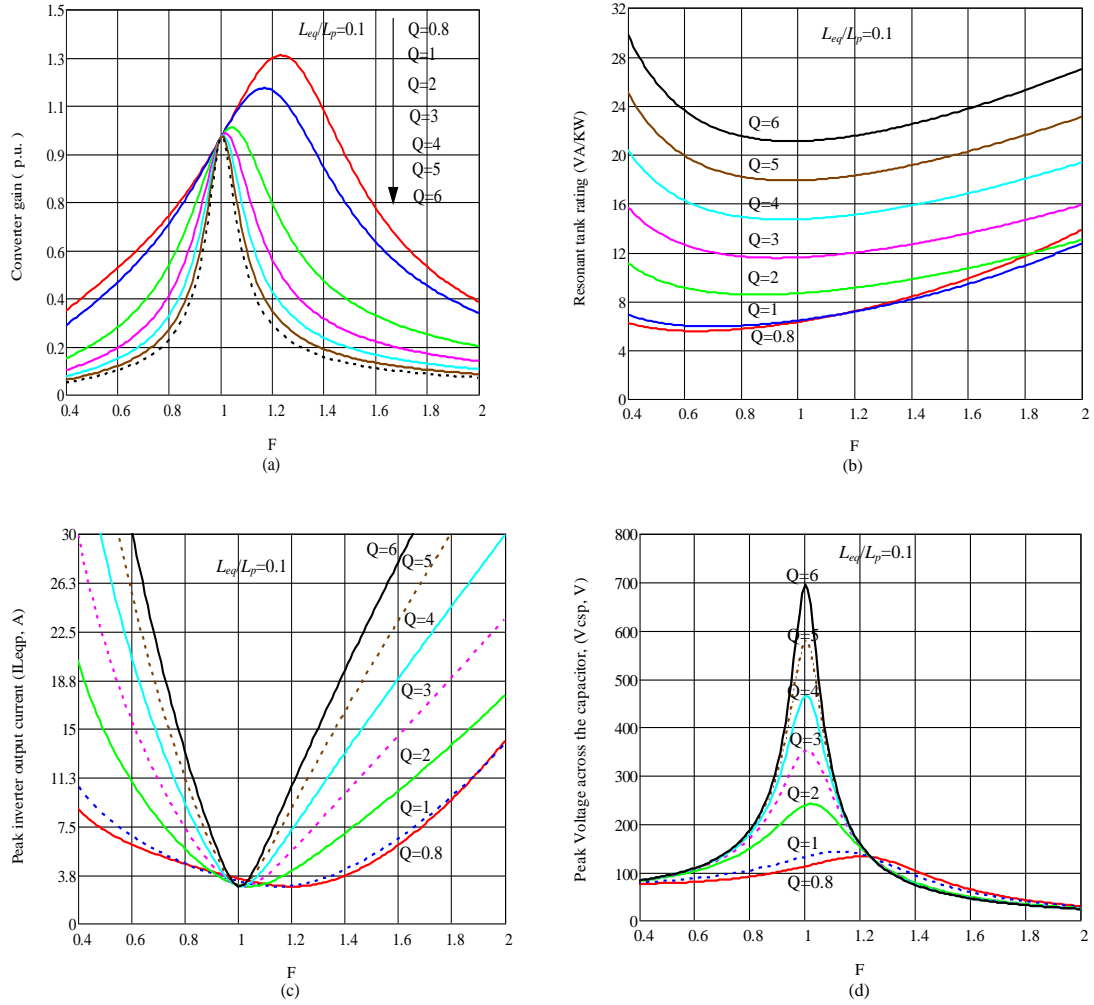 Converter gain ( p.u. )
1.5
1.3
1.1
0.9
0.8
0.6
0.4
0.2
0
0.4 0.6 0.8 1 1.2 1.4 1.6 1.8 2
Leq/Lp=0.1
Q=0.8
Q=1
Q=2
Q=3
Q=4
Q=5
Q=6
F
(a)
Resonant tank rating (VA/KW)
32
28
24
20
16
12
8
4
0
0.4 0.6 0.8 1 1.2 1.4 1.6 1.8 2
Leq/Lp=0.1
Q=6
Q=5
Q=4
Q=3
Q=2
Q=1
Q=0.8
F
(b)
Peak inverter output current (ILeqp, A)
30
26.3
22.5
18.8
15
11.3
7.5
3.8
0
0.4 0.6 0.8 1 1.2 1.4 1.6 1.8 2
Leq/Lp=0.1
Q=6
Q=5
Q=4
Q=3
Q=2
Q=1
Q=0.8
F
(c)
Peak Voltage across the capacitor, (Vcsp, V)
800
700
600
500
400
300
200
100
0
0.4 0.6 0.8 1 1.2 1.4 1.6 1.8 2
Leq/Lp=0.1
Q=6
Q=5
Q=4
Q=3
Q=2
Q=1
Q=0.8
F
(d)